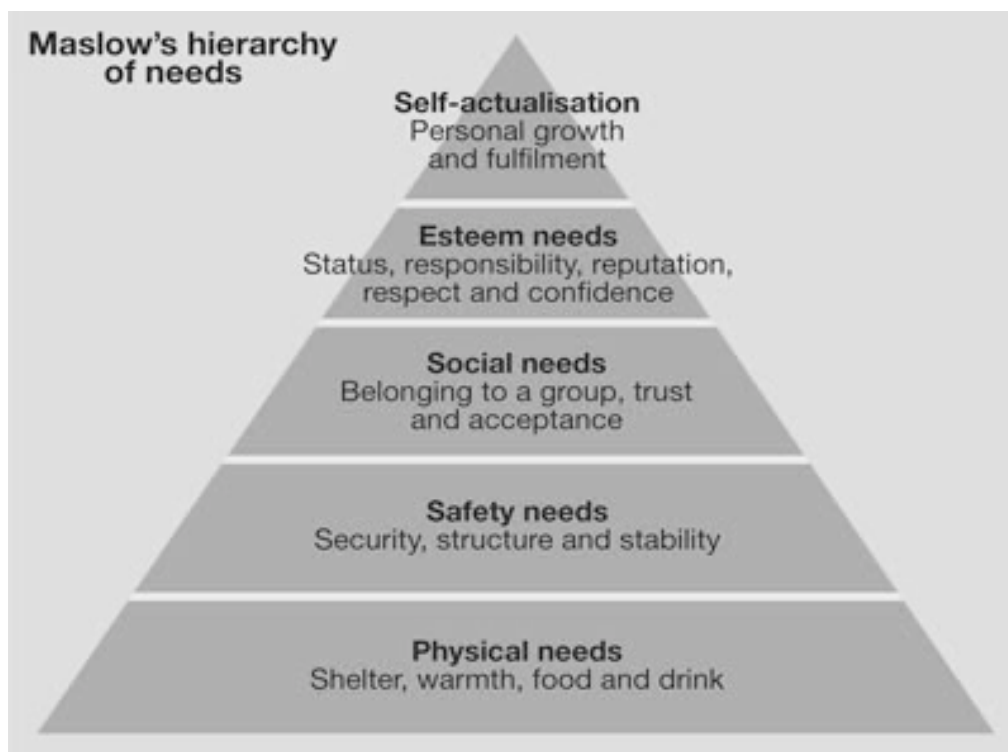 Maslow's hierarchy
of needs
Self-actualisation
Personal growth
and fulfilment
Esteem needs
Status, responsibility, reputation,
respect and confidence
Social needs
Belonging to a group, trust
and acceptance
Safety needs
Security, structure and stability
Physical needs
Shelter, warmth, food and drink